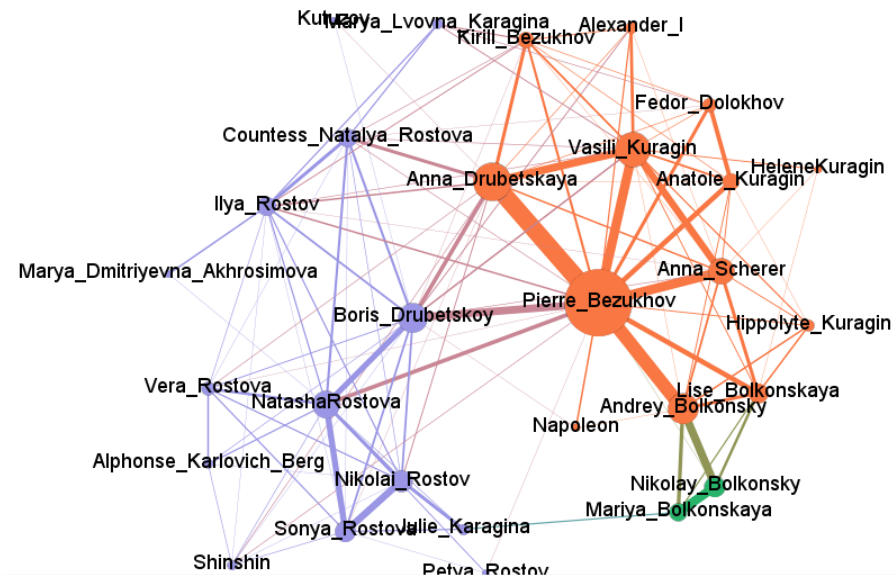 Kutuzov
Marya_Lvovna_Karagina
Alexander_I
Kirill_Bezukhov
Fedor_Dolokhov
Countess_Natalya_Rostova
Vasili_Kuragin
HeleneKuragin
Anna_Drubetskaya
Anatole_Kuragin
Ilya_Rostov
Marya_Dmitriyevna_Akhrosimova
Anna_Scherer
Pierre_Bezukhov
Boris_Drubetskoy
Hippolyte_Kuragin
Vera_Rostova
Lise_Bolkonskaya
NatashaRostova
Andrey_Bolkonsky
Napoleon
Alphonse_Karlovich_Berg
Nikolai_Rostov
Nikolay_Bolkonsky
Mariya_Bolkonskaya
Sonya_Rostova
Julie_Karagina
Shinshin
Petya_Rostov